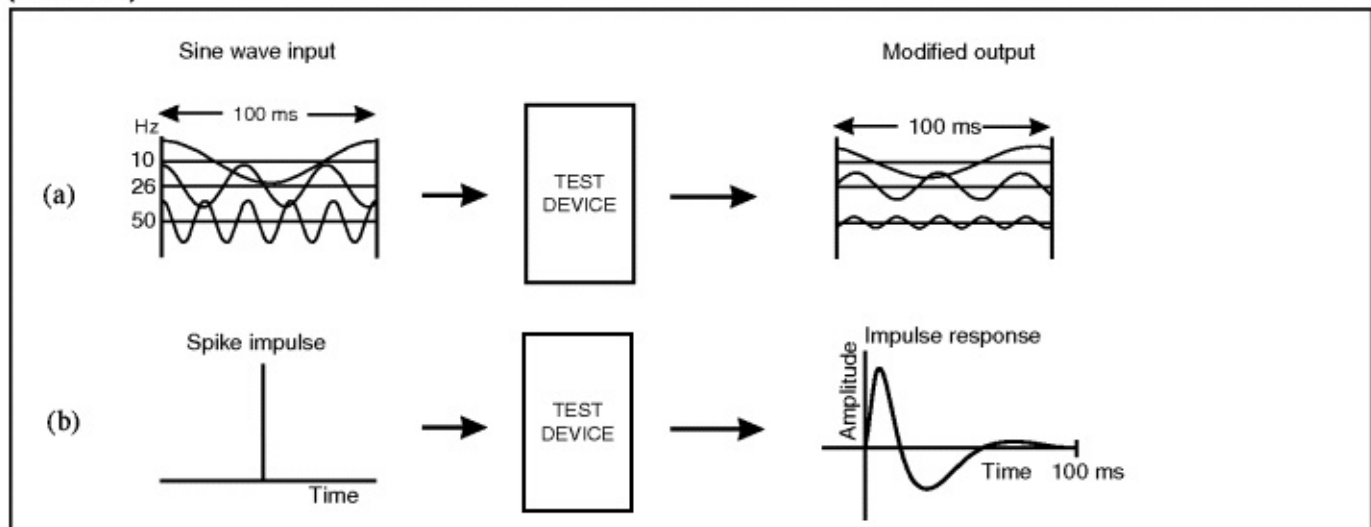 Sine wave input
Modified output
100 ms
100 ms
Hz
10
26
50
(a)
TEST
DEVICE
Spike impulse
Impulse response
(b)
TEST
DEVICE
Amplitude
Time
Time 100 ms